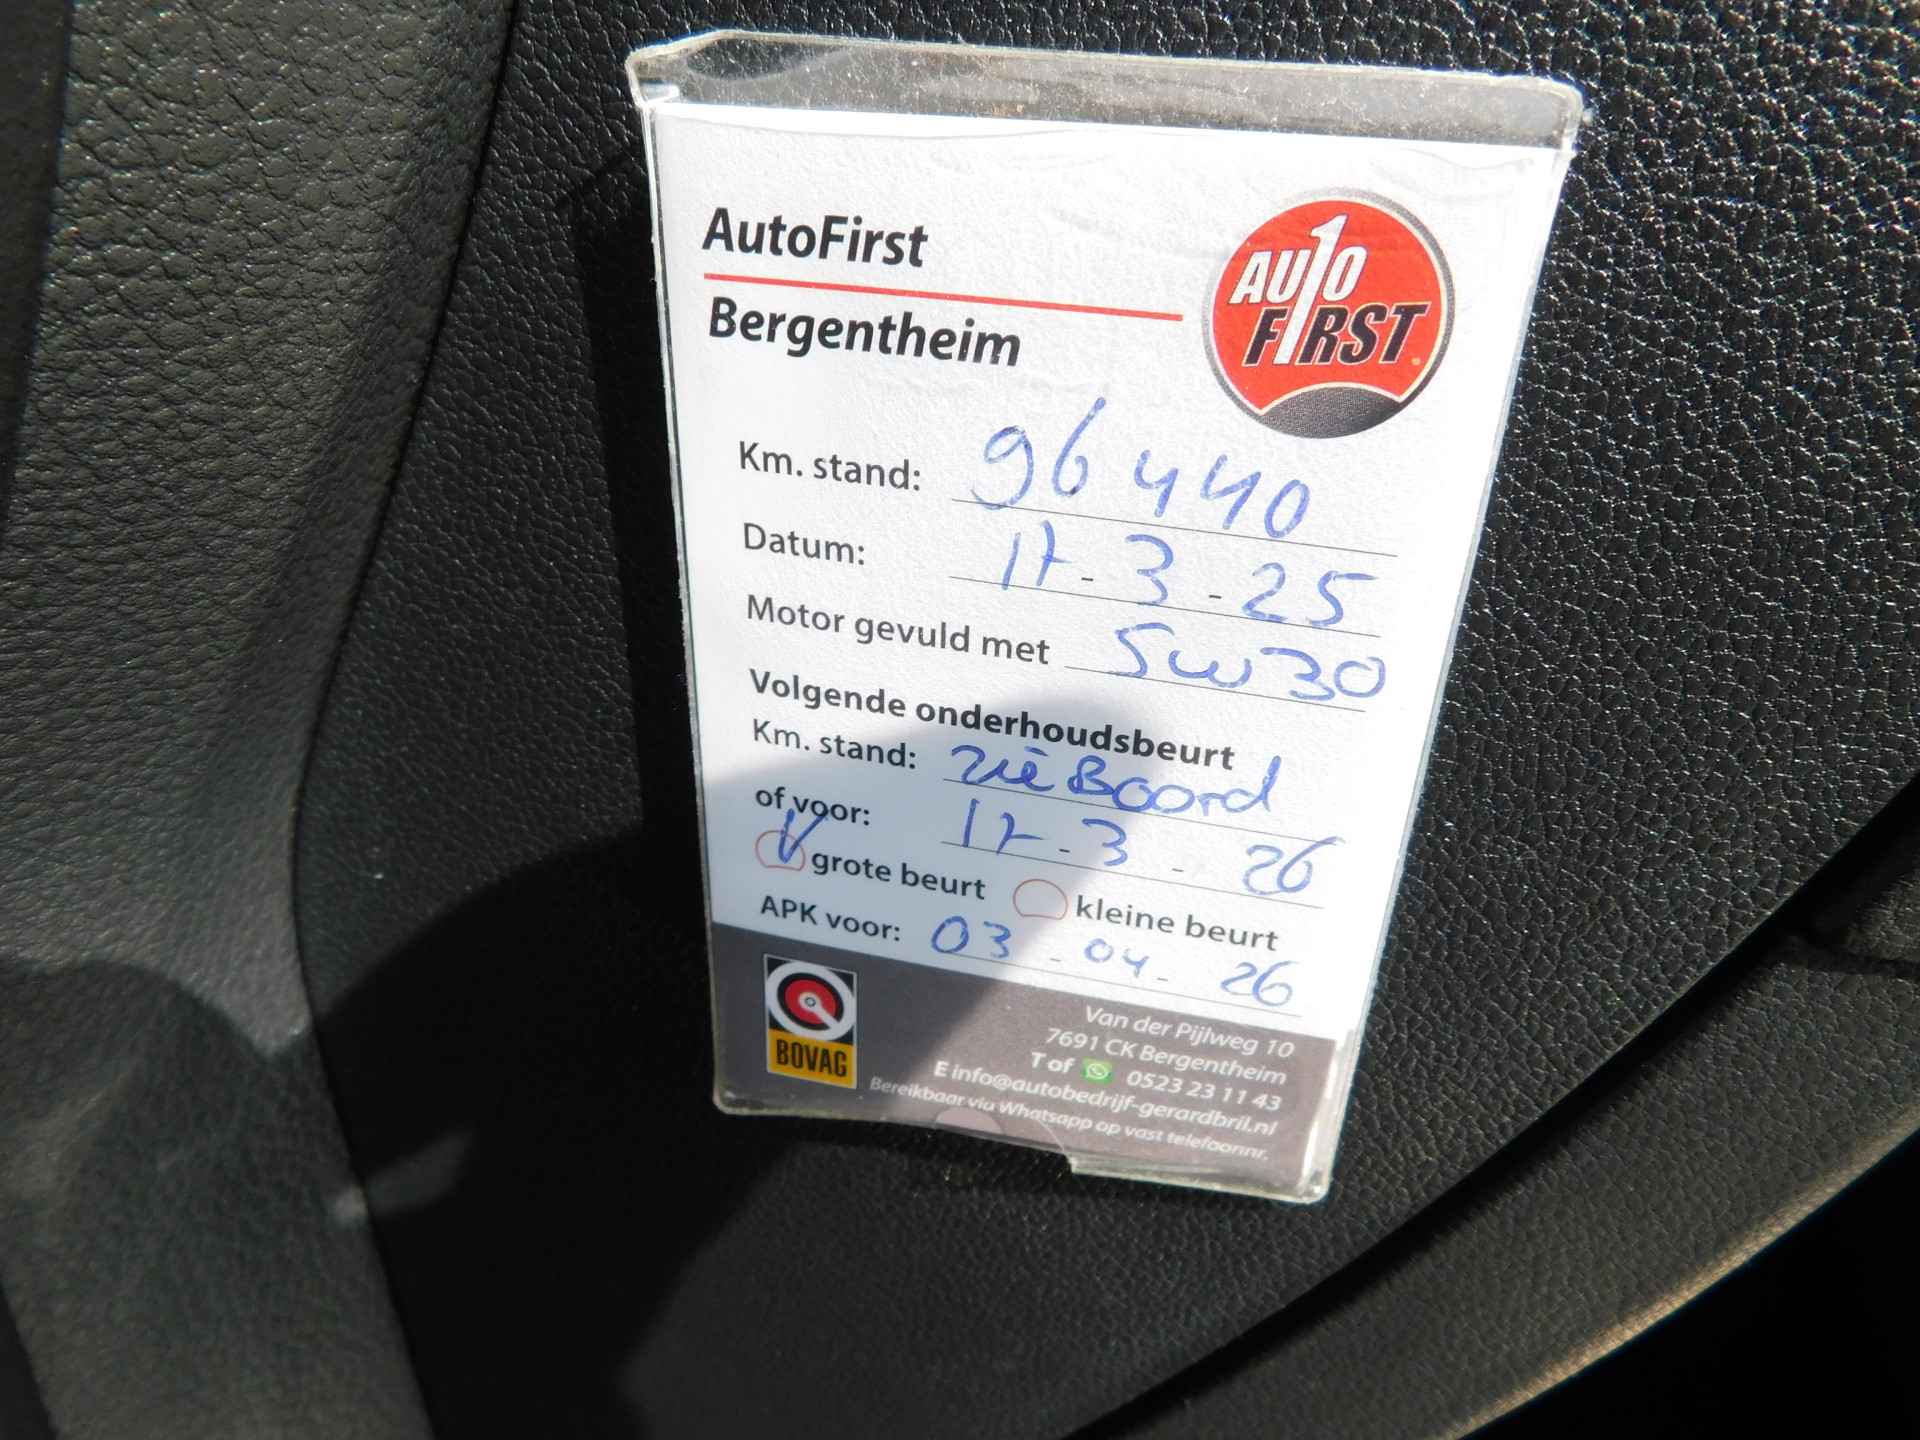 AutoFirst
Bergentheim
AUTO
FIRST
Km. stand: 96440
Datum: 17-3-25
Motor gevuld met 5w30
Volgende onderhoudsbeurt
Km. stand: zie Boord
of voor: 17-3-26
V grote beurt kleine beurt
APK voor: 03-04-26
BOVAG
Van der Pijlweg 10
7691 CK Bergentheim
T of 0523 23 11 43
E info@autobedrijf-gerardbril.nl
Bereikbaar via Whatsapp op vast telefoonnr.